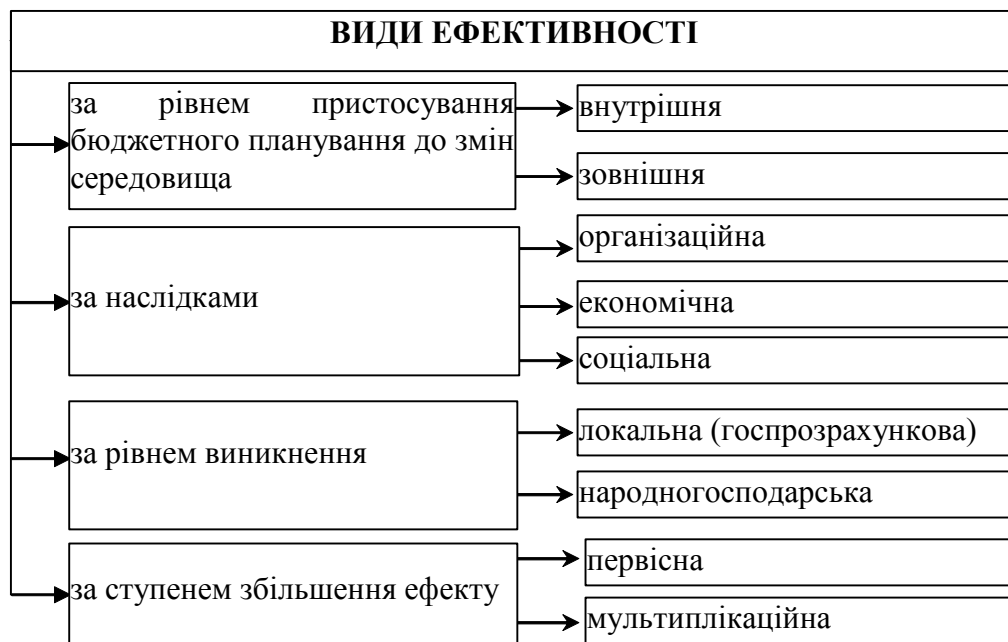 ВИДИ ЕФЕКТИВНОСТІ
за рівнем пристосування
бюджетного планування до змін
середовища
внутрішня
зовнішня
за наслідками
організаційна
економічна
соціальна
за рівнем виникнення
локальна (госпрозрахункова)
народногосподарська
за ступенем збільшення ефекту
первісна
мультиплікаційна